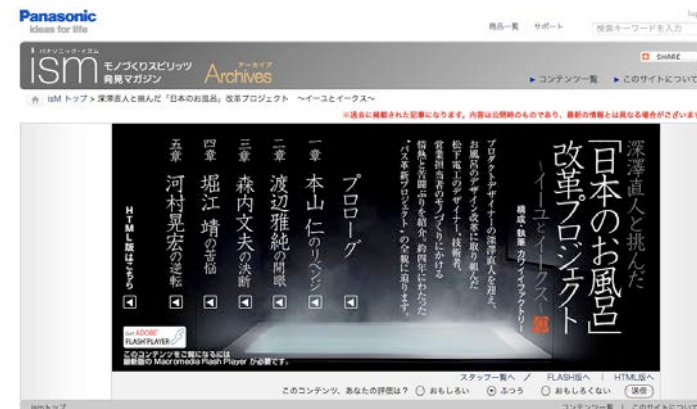 Panasonic
ideas for life
商品一覧 サポート 検索キーワードを入力
パナソニック・イズム
ism モノづくりスピリッツ
発見マガジン
アーカイブ
Archives
SHARE
コンテンツ一覧 このサイトについて
isM トップ > 深澤直人と挑んだ「日本のお風呂」改革プロジェクト ～イーユとイークス～
※過去に掲載された記事になります。内容は公開時のものであり、最新の情報とは異なる場合がございます
深澤直人と挑んだ
「日本のお風呂」
改革プロジェクト
～イーユとイークス～
構成・執筆 カワイイファクトリー
プロダクトデザイナーの深澤直人を迎え、
お風呂のデザイン改革に取り組んだ
松下電工のデザイナー、技術者、
営業担当者のモノづくりにかける
情熱と苦闘ぶりを紹介。約四年にわたった
"バス革新プロジェクト"の全貌に迫ります。
プロローグ
一章 本山 仁のリベンジ
二章 渡辺雅純の開眼
三章 森内文夫の決断
四章 堀江 靖の苦悩
五章 河村晃宏の逆転
HTML版はこちら
Get ADOBE
FLASH PLAYER
このコンテンツをご覧になるには
最新版の Macromedia Flash Player が必要です。
スタッフ一覧へ / FLASH版へ | HTML版へ
このコンテンツ、あなたの評価は? おもしろい ふつう おもしろくない 送信
ismトップ コンテンツ一覧 | このサイトについて